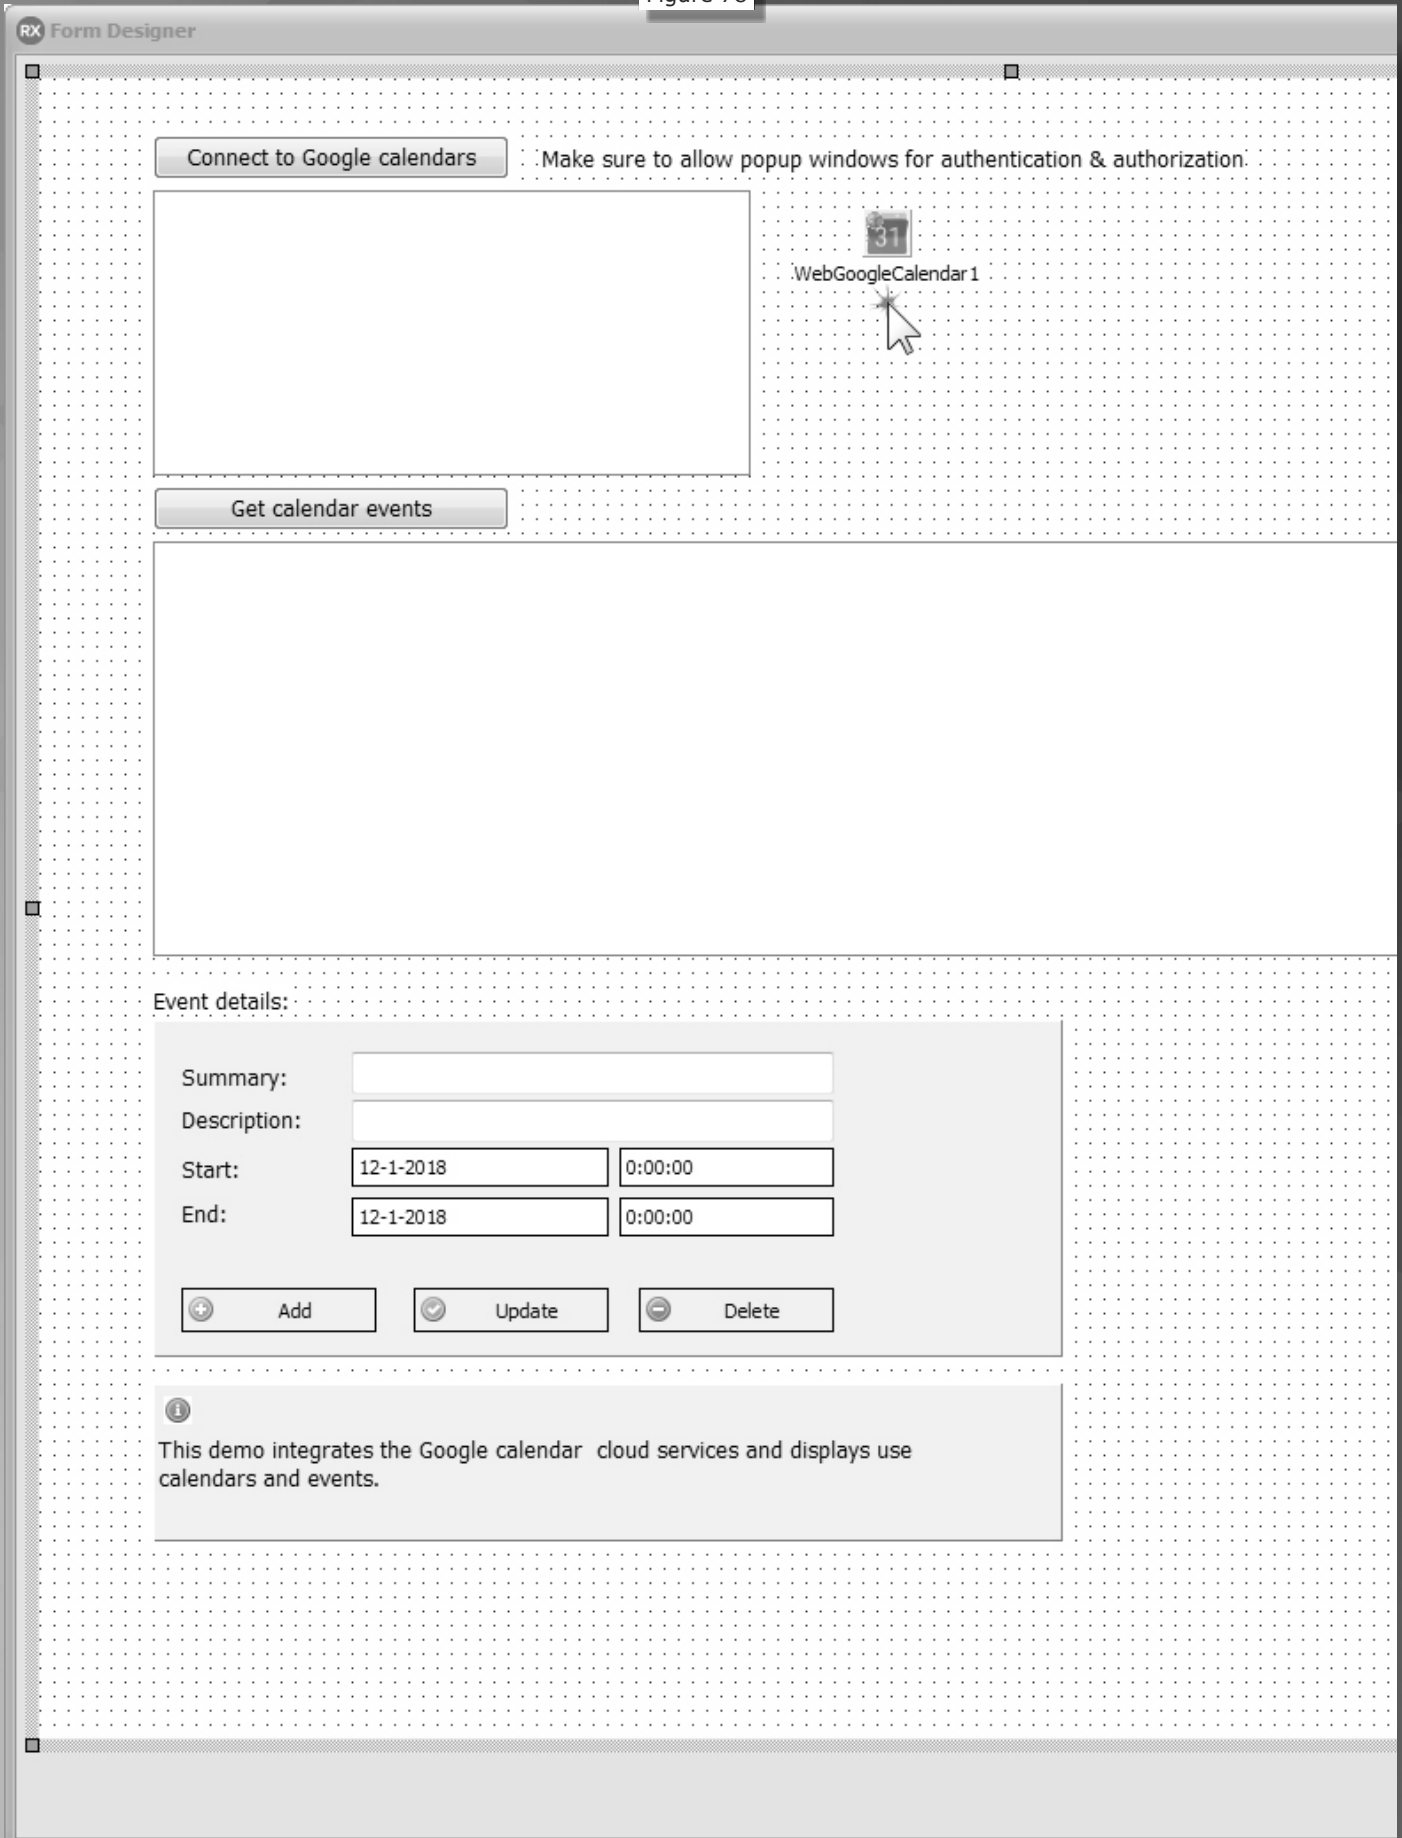 RX Form Designer
Connect to Google calendars
Make sure to allow popup windows for authentication & authorization
31
WebGoogleCalendar1
Get calendar events
Event details:
Summary:
Description:
Start: 12-1-2018 0:00:00
End: 12-1-2018 0:00:00
Add Update Delete
This demo integrates the Google calendar cloud services and displays use
calendars and events.